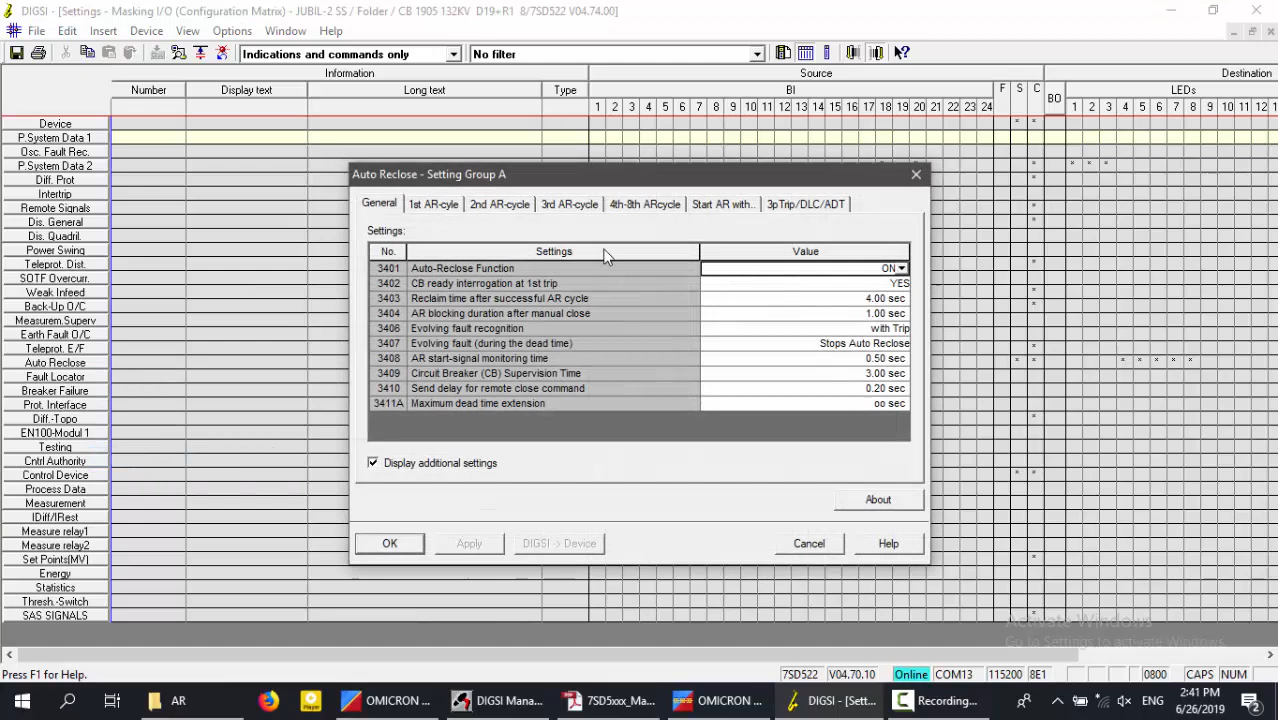 DIGSI - [Settings - Masking I/O (Configuration Matrix) - JUBIL-2 SS / Folder / CB 1905 132KV D19+R1 8/7SD522 V04.74.00]
File Edit Insert Device View Options Window Help
Indications and commands only No filter
Information Source Destination
Number Display text Long text Type BI F S C BO LEDs
1 2 3 4 5 6 7 8 9 10 11 12 13 14 15 16 17 18 19 20 21 22 23 24 1 2 3 4 5 6 7 8 9 10 11 12
Device * *
P.System Data 1
Osc. Fault Rec.
P.System Data 2 * * * *
Diff. Prot
Intertrip
Remote Signals
Dis. General
Dis. Quadril.
Power Swing
Teleprot. Dist.
SOTF Overcurr.
Weak Infeed
Back-Up O/C
Measurem.Superv
Earth Fault O/C
Teleprot. E/F
Auto Reclose * * * * * * *
Fault Locator
Breaker Failure
Prot. Interface
Diff.-Topo
EN100-Modul 1
Testing
Cntrl Authority
Control Device * *
Process Data
Measurement
IDiff/IRest
Measure relay1
Measure relay2
Set Points(MV)
Energy
Statistics
Thresh.-Switch
SAS SIGNALS
Auto Reclose - Setting Group A
General 1st AR-cyle 2nd AR-cycle 3rd AR-cycle 4th-8th ARcycle Start AR with.. 3pTrip/DLC/ADT
Settings:
No. Settings Value
3401 Auto-Reclose Function ON
3402 CB ready interrogation at 1st trip YES
3403 Reclaim time after successful AR cycle 4.00 sec
3404 AR blocking duration after manual close 1.00 sec
3406 Evolving fault recognition with Trip
3407 Evolving fault (during the dead time) Stops Auto Reclose
3408 AR start-signal monitoring time 0.50 sec
3409 Circuit Breaker (CB) Supervision Time 3.00 sec
3410 Send delay for remote close command 0.20 sec
3411A Maximum dead time extension oo sec
Display additional settings
About
OK Apply DIGSI -> Device Cancel Help
Activate Windows
Go to Settings to activate Windows.
Press F1 for Help. 7SD522 V04.70.10 Online COM13 115200 8E1 0800 CAPS NUM
AR OMICRON ... DIGSI Mana... 7SD5xxx_Ma... OMICRON ... DIGSI - [Sett... Recording... ENG 2:41 PM
6/26/2019 2